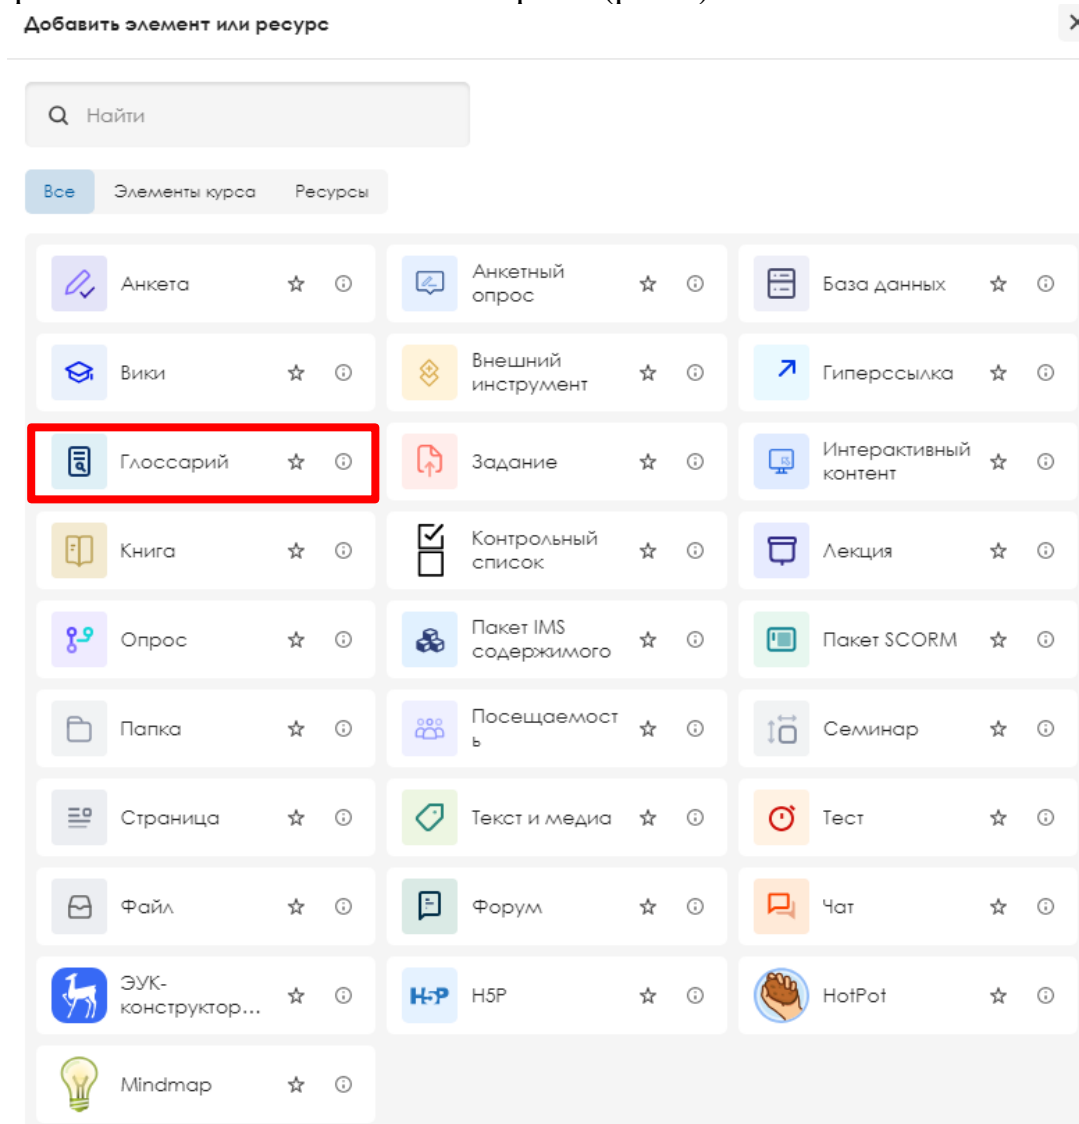 Добавить элемент или ресурс
Найти
Все Элементы курса Ресурсы
Анкета
Анкетный
опрос
База данных
Вики
Внешний
инструмент
Гиперссылка
Глоссарий
Задание
Интерактивный
контент
Книга
Контрольный
список
Лекция
Опрос
Пакет IMS
содержимого
Пакет SCORM
Папка
Посещаемост
ь
Семинар
Страница
Текст и медиа
Тест
Файл
Форум
Чат
ЭУК-
конструктор...
H5P
H5P
HotPot
Mindmap